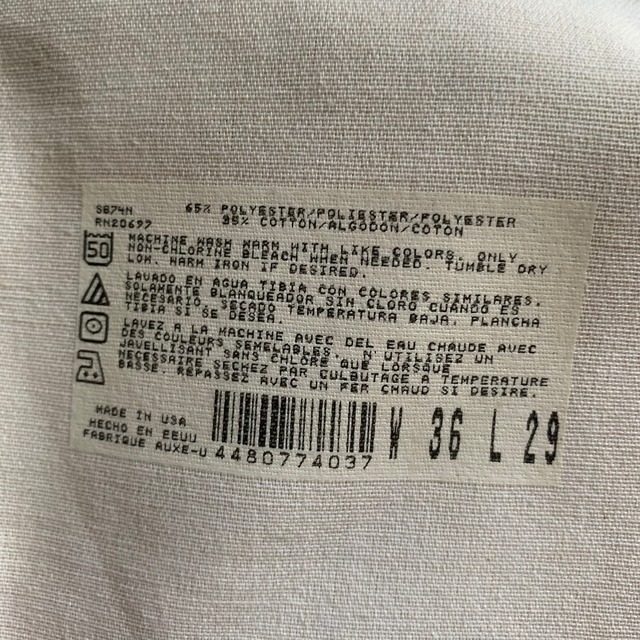 S874N 65% POLYESTER/POLIESTER/POLYESTER
RN20697 35% COTTON/ALGODON/COTON
50 MACHINE WASH WARM WITH LIKE COLORS. ONLY
NON-CHLORINE BLEACH WHEN NEEDED. TUMBLE DRY
LOW. WARM IRON IF DESIRED.
LAVADO EN AGUA TIBIA CON COLORES SIMILARES.
SOLAMENTE BLANQUEADOR SIN CLORO CUANDO ES
NECESARIO. SECADO TEMPERATURA BAJA. PLANCHA
TIBIA SI SE DESEA.
LAVEZ A LA MACHINE AVEC DEL EAU CHAUDE AVEC
DES COULEURS SEMELABLES. N'UTILISEZ UN
JAVELLISANT SANS CHLORE QUE LORSQUE
NECESSAIRE SECHEZ PAR CULBUTAGE A TEMPERATURE
BASSE. REPASSEZ AVEC UN FER CHAUD SI DESIRE.
MADE IN USA
HECHO EN EEUU
FABRIQUE AUXE-U 4480774037 W 36 L 29